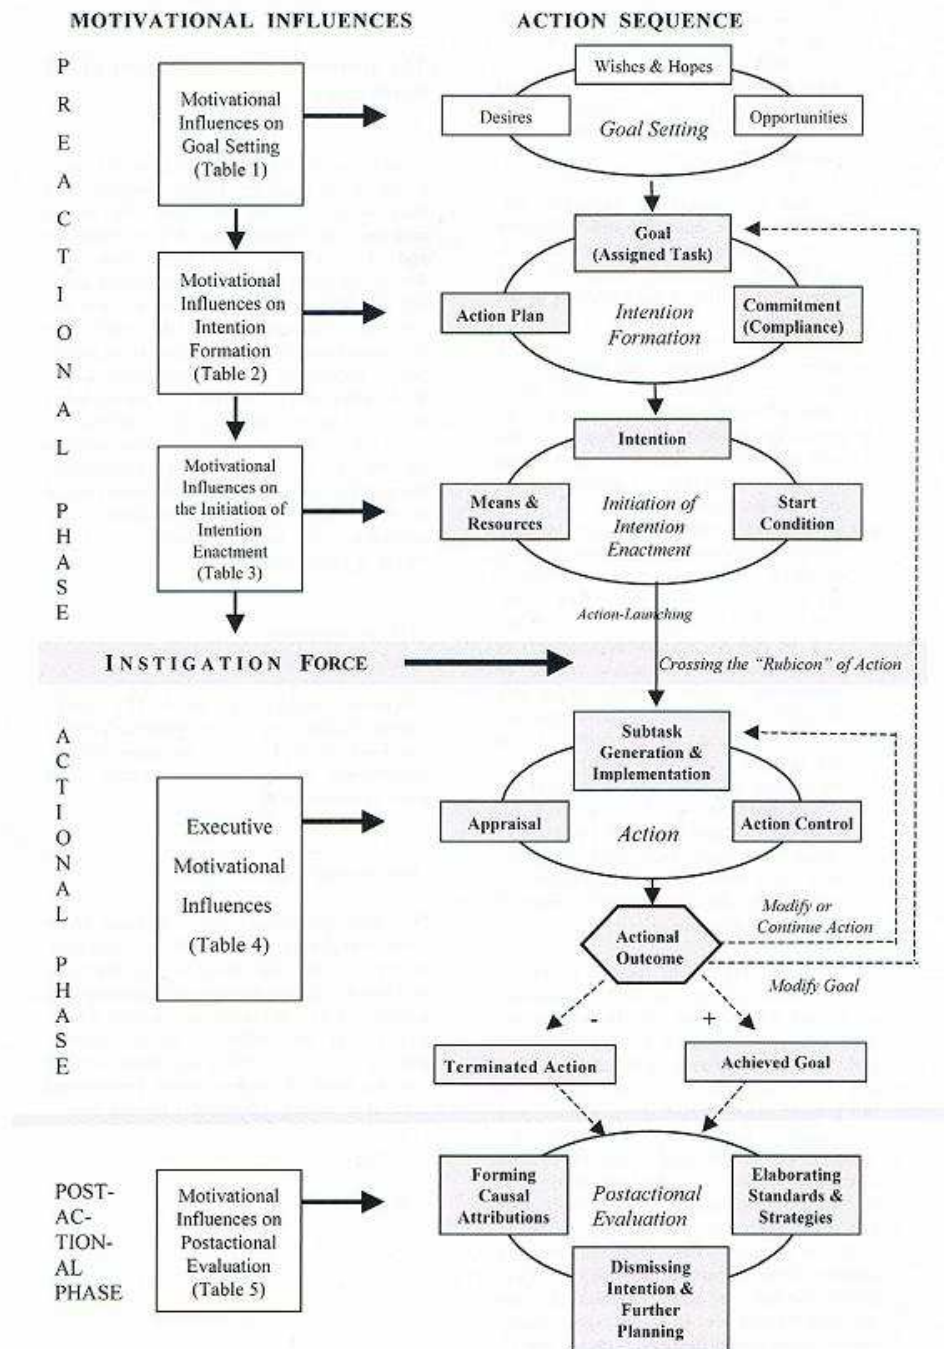 MOTIVATIONAL INFLUENCES
ACTION SEQUENCE
PREACTIONAL PHASE
Motivational
Influences on
Goal Setting
(Table 1)
Wishes & Hopes
Desires
Opportunities
Goal Setting
Motivational
Influences on
Intention
Formation
(Table 2)
Goal
(Assigned Task)
Action Plan
Commitment
(Compliance)
Intention
Formation
Motivational
Influences on
the Initiation of
Intention
Enactment
(Table 3)
Intention
Means &
Resources
Start
Condition
Initiation of
Intention
Enactment
Action-Launching
INSTIGATION FORCE
Crossing the “Rubicon” of Action
ACTIONAL PHASE
Executive
Motivational
Influences
(Table 4)
Subtask
Generation &
Implementation
Appraisal
Action Control
Action
Actional
Outcome
Modify or
Continue Action
Modify Goal
-
+
Terminated Action
Achieved Goal
POST-
AC-
TION-
AL
PHASE
Motivational
Influences on
Postactional
Evaluation
(Table 5)
Forming
Causal
Attributions
Elaborating
Standards &
Strategies
Postactional
Evaluation
Dismissing
Intention &
Further
Planning